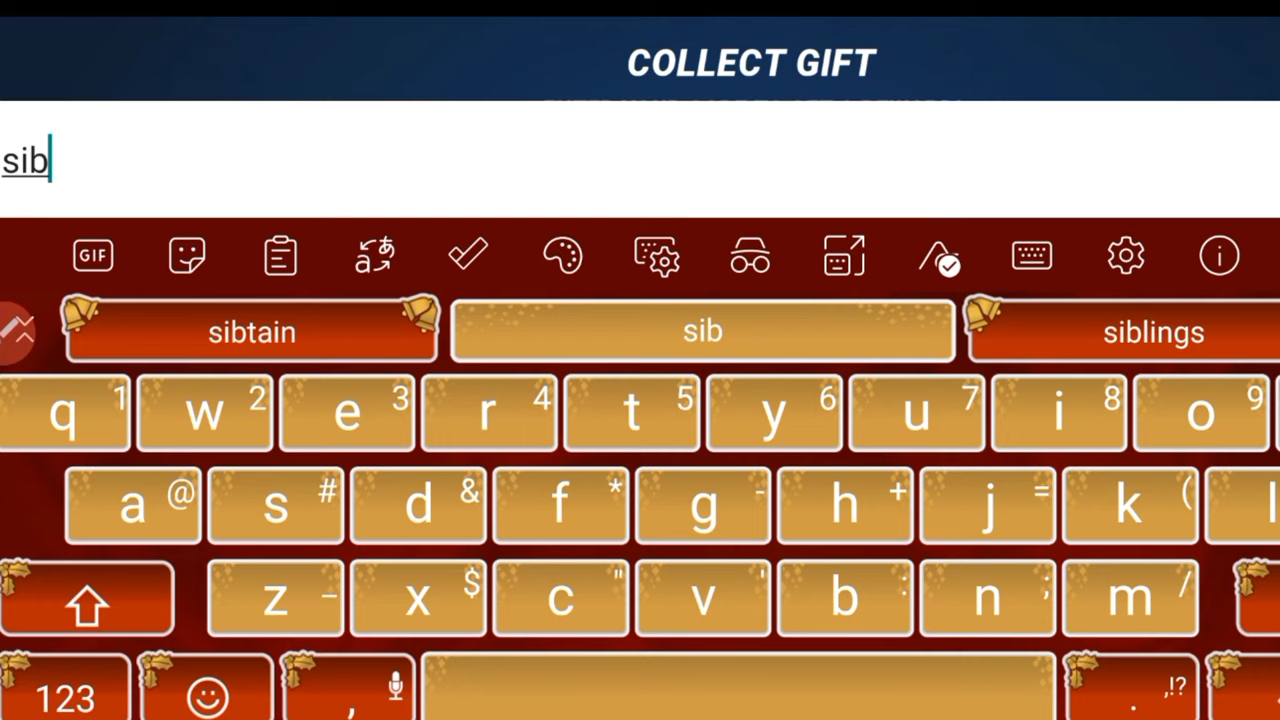 COLLECT GIFT
sib
GIF
sibtain sib siblings
q 1 w 2 e 3 r 4 t 5 y 6 u 7 i 8 o 9
a @ s # d & f * g - h + j = k ( l
z _ x $ c " v ' b : n ; m /
123 , . ,!?